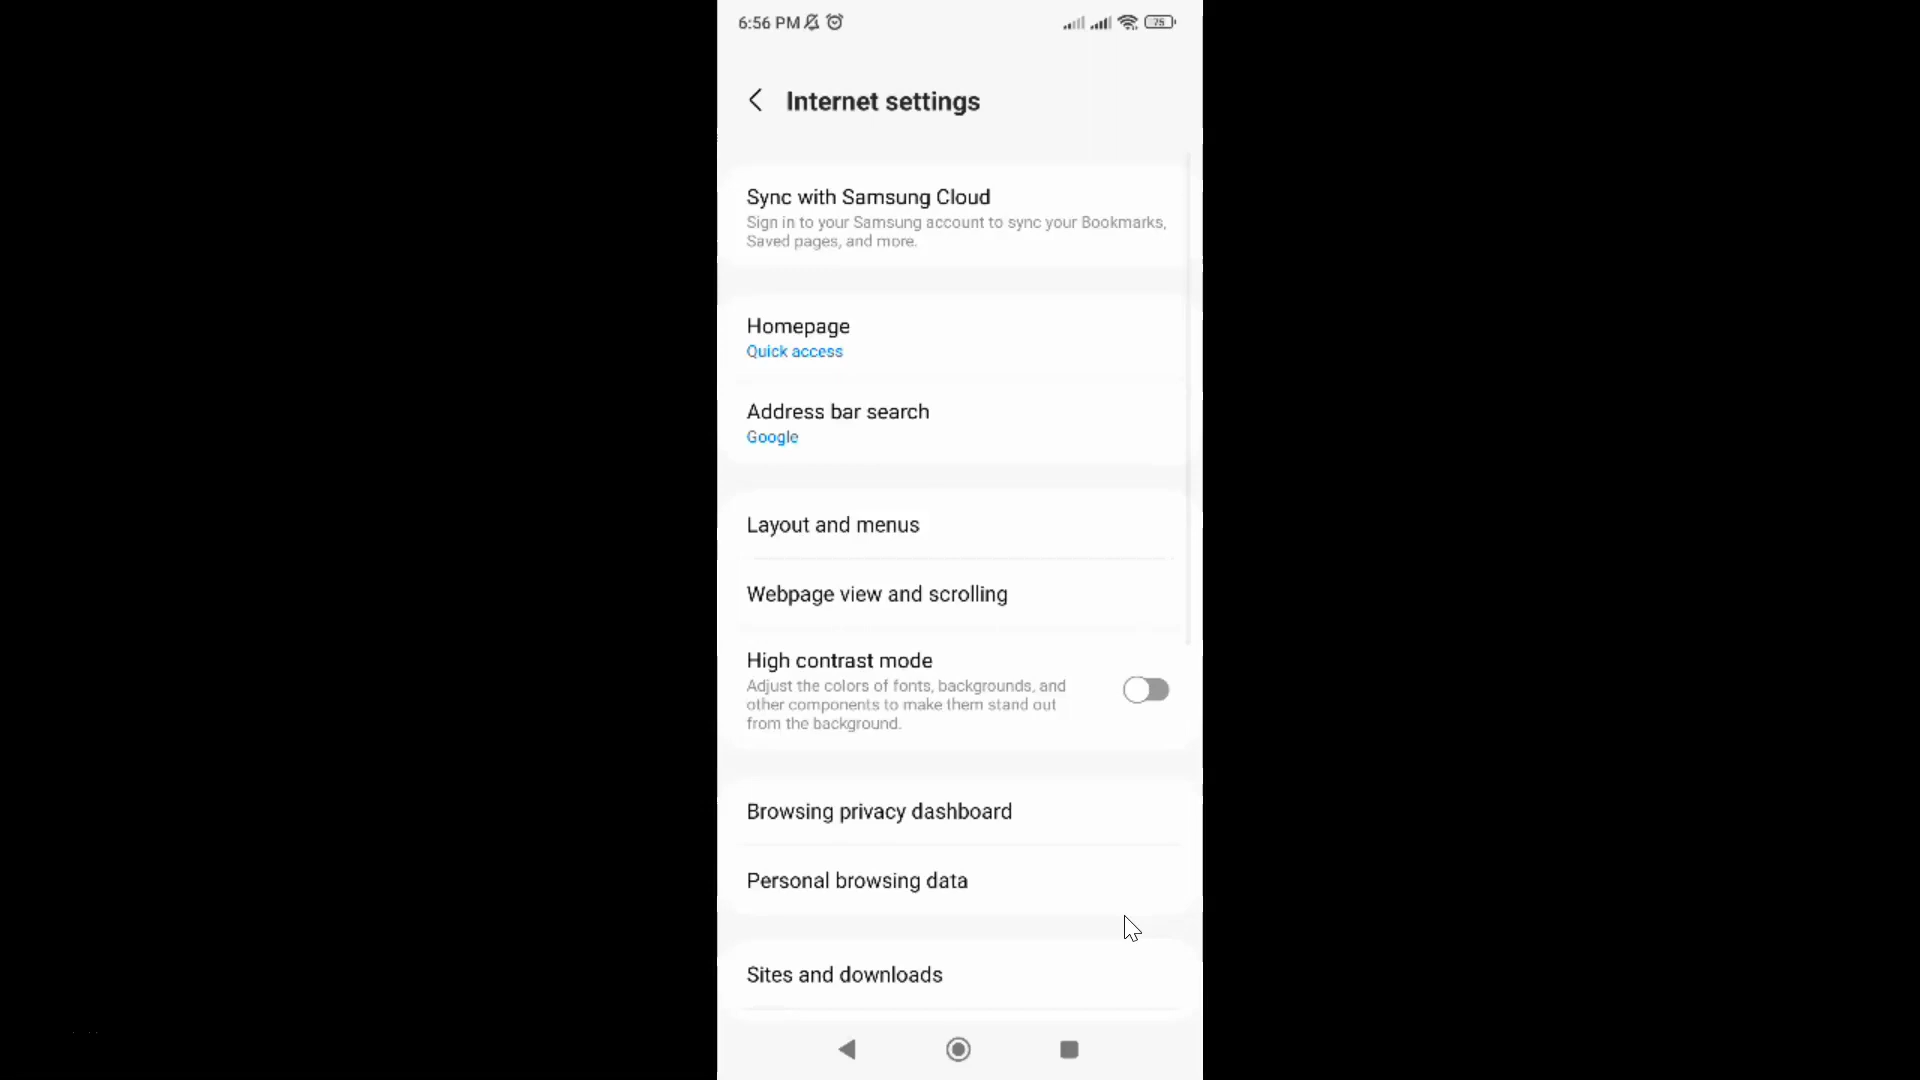 6:56 PM
75
Internet settings
Sync with Samsung Cloud
Sign in to your Samsung account to sync your Bookmarks,
Saved pages, and more.
Homepage
Quick access
Address bar search
Google
Layout and menus
Webpage view and scrolling
High contrast mode
Adjust the colors of fonts, backgrounds, and
other components to make them stand out
from the background.
Browsing privacy dashboard
Personal browsing data
Sites and downloads